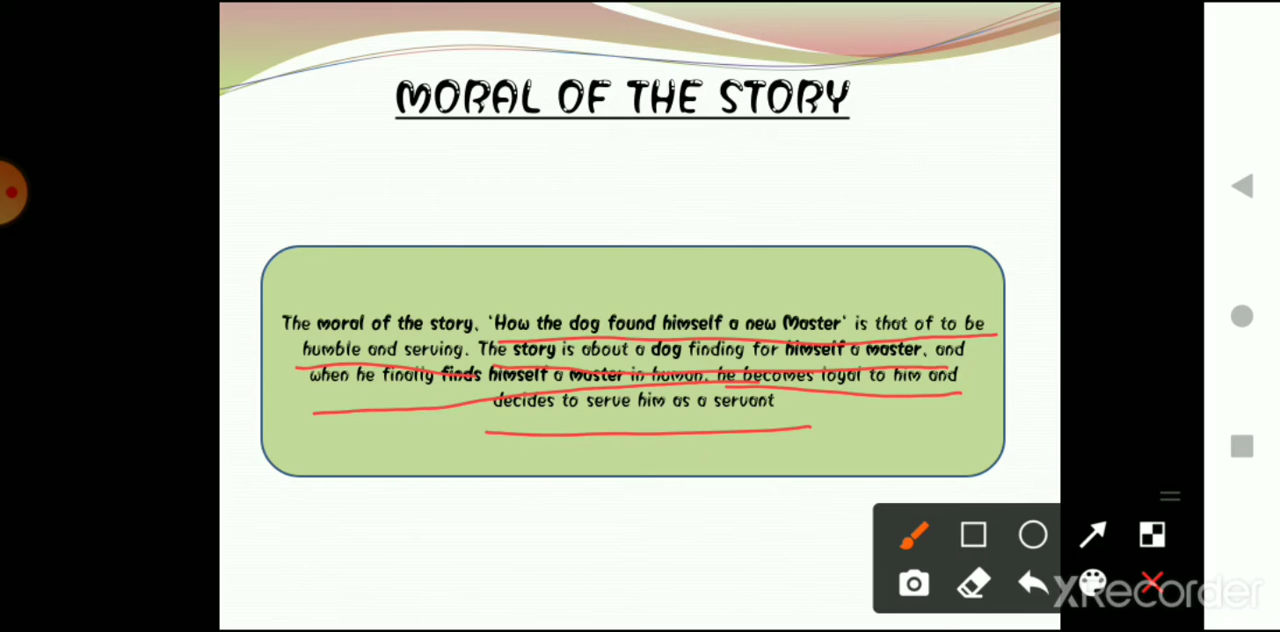 MORAL OF THE STORY
The moral of the story, 'How the dog found himself a new Master' is that of to be
humble and serving. The story is about a dog finding for himself a master, and
when he finally finds himself a master in human, he becomes loyal to him and
decides to serve him as a servant
XRecorder